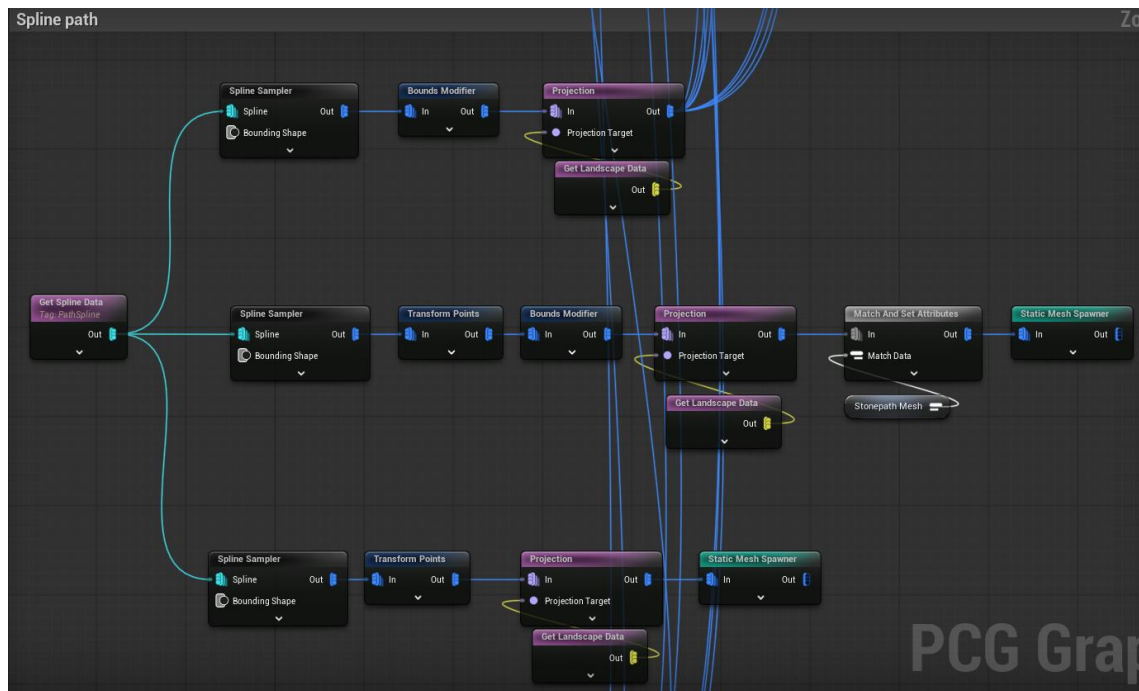 Spline path
Zo
Spline Sampler
Spline
Out
Bounding Shape
Bounds Modifier
In
Out
Projection
In
Out
Projection Target
Get Landscape Data
Out
Get Spline Data
Tag: PathSpline
Out
Spline Sampler
Spline
Out
Bounding Shape
Transform Points
In
Out
Bounds Modifier
In
Out
Projection
In
Out
Projection Target
Get Landscape Data
Out
Match And Set Attributes
In
Out
Match Data
Stonepath Mesh
Static Mesh Spawner
In
Out
Spline Sampler
Spline
Out
Bounding Shape
Transform Points
In
Out
Projection
In
Out
Projection Target
Get Landscape Data
Out
Static Mesh Spawner
In
Out
PCG Grap